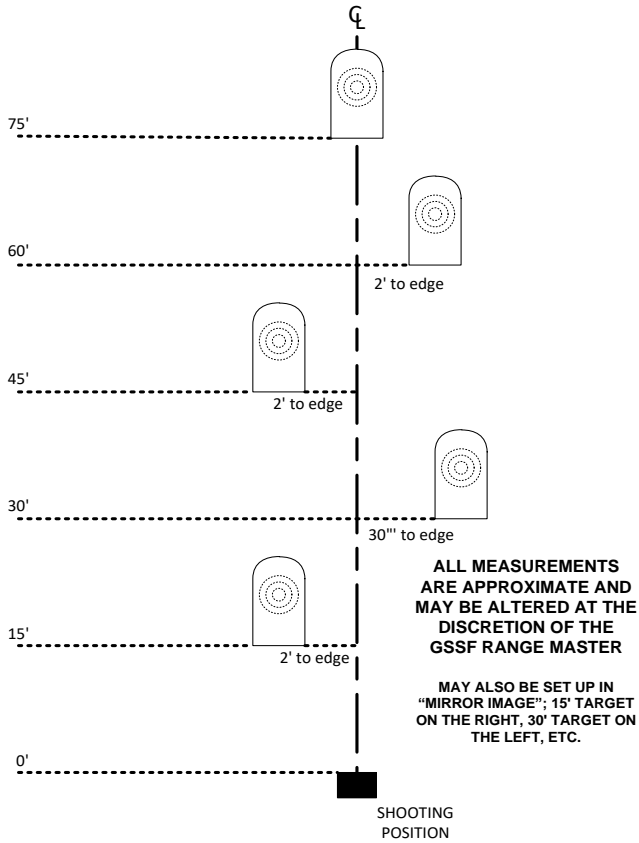 ℄
75'
60'
2' to edge
45'
2' to edge
30'
30"' to edge
ALL MEASUREMENTS
ARE APPROXIMATE AND
MAY BE ALTERED AT THE
DISCRETION OF THE
GSSF RANGE MASTER
15'
2' to edge
MAY ALSO BE SET UP IN
“MIRROR IMAGE”; 15' TARGET
ON THE RIGHT, 30' TARGET ON
THE LEFT, ETC.
0'
SHOOTING
POSITION